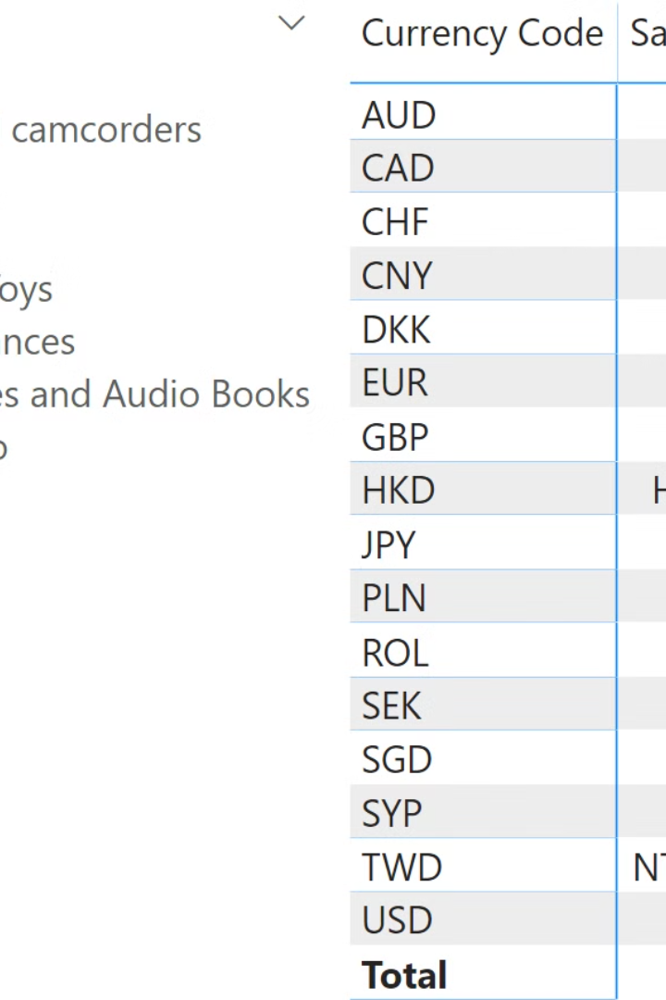 camcorders
oys
nces
es and Audio Books
Currency Code Sa
AUD
CAD
CHF
CNY
DKK
EUR
GBP
HKD H
JPY
PLN
ROL
SEK
SGD
SYP
TWD NT
USD
Total